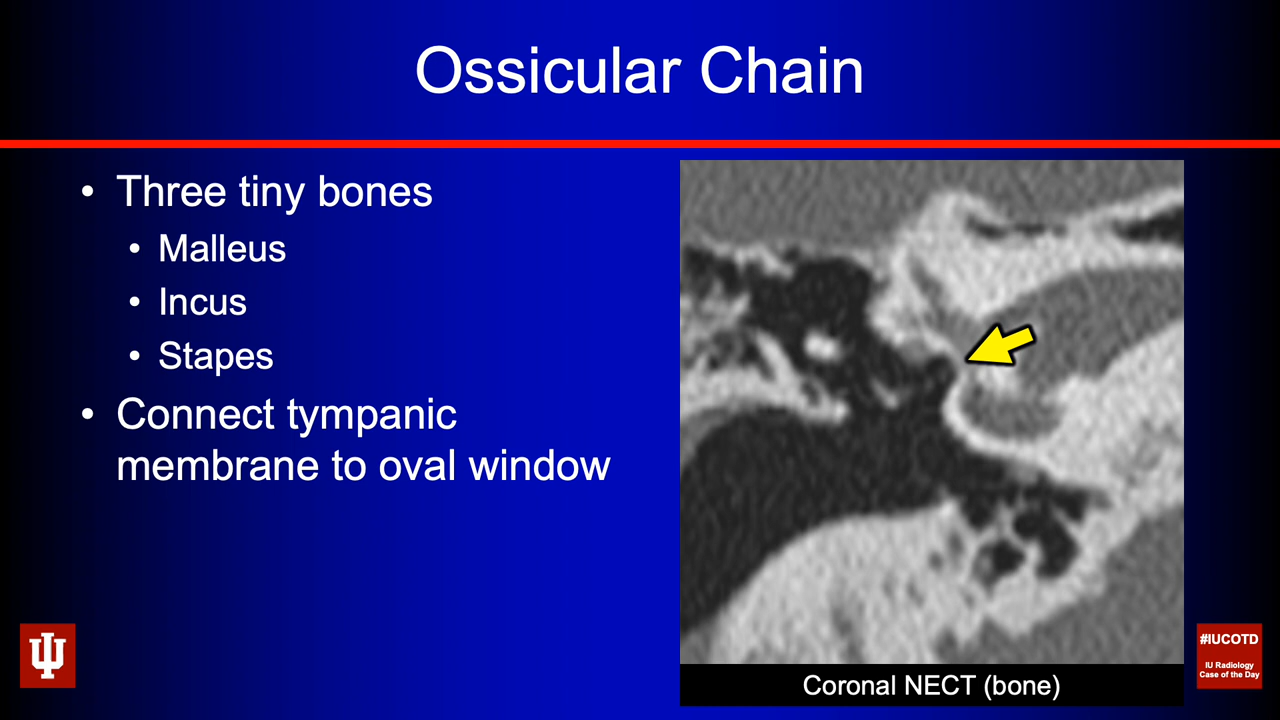 Ossicular Chain
• Three tiny bones
• Malleus
• Incus
• Stapes
• Connect tympanic
membrane to oval window
Coronal NECT (bone)
#IUCOTD
IU Radiology
Case of the Day